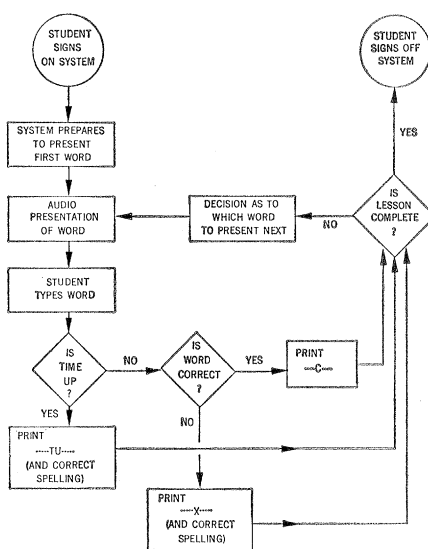 STUDENT
SIGNS
ON SYSTEM
STUDENT
SIGNS OFF
SYSTEM
YES
SYSTEM PREPARES
TO PRESENT
FIRST WORD
AUDIO
PRESENTATION
OF WORD
DECISION AS TO
WHICH WORD
TO PRESENT NEXT
NO
IS
LESSON
COMPLETE
?
STUDENT
TYPES WORD
IS
TIME
UP
?
NO
IS
WORD
CORRECT
?
YES
PRINT
----C----
YES
NO
PRINT
-----TU-----
(AND CORRECT
SPELLING)
PRINT
-----X-----
(AND CORRECT
SPELLING)